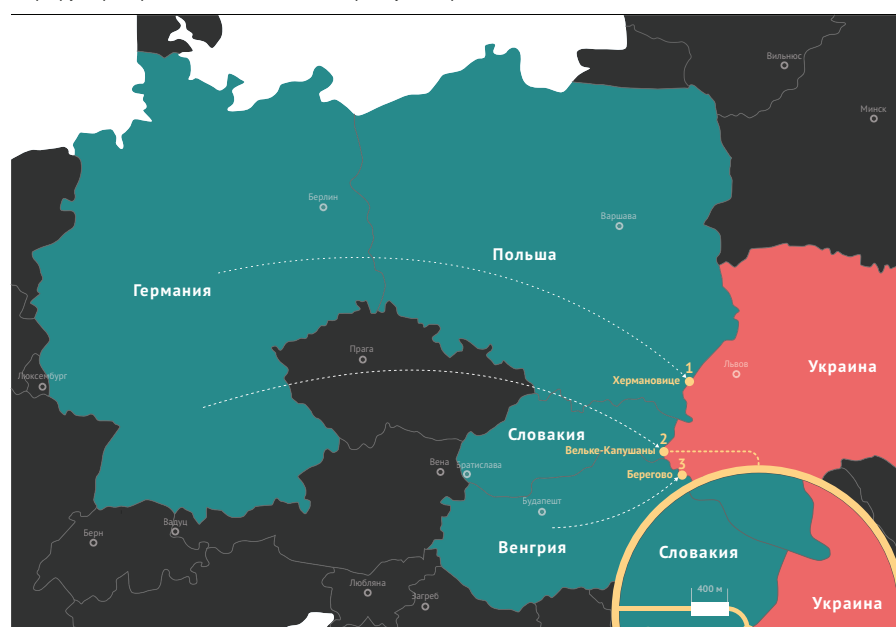 Вильнюс
Минск
Берлин
Варшава
Польша
Германия
Прага
Люксембург
1
Львов
Хермановице
Украина
Словакия
2
Вельке-Капушаны
Вена
Братислава
3
Берегово
Будапешт
Вадуц
Берн
Венгрия
Словакия
Любляна
400 м
Загреб
Украина